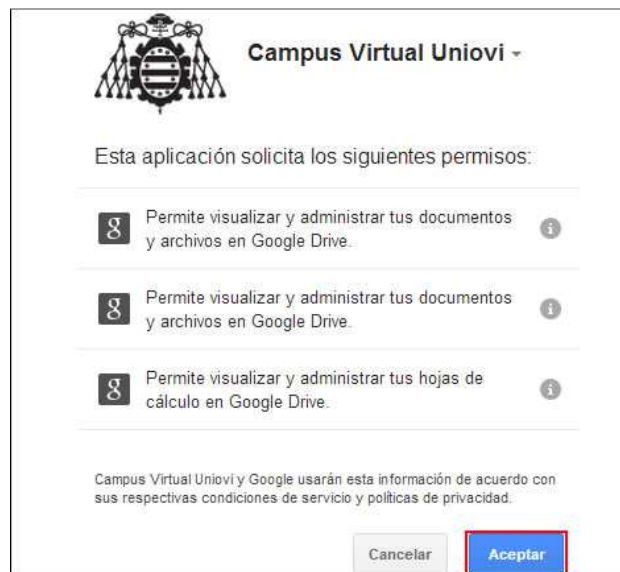 Campus Virtual Uniovi
Esta aplicación solicita los siguientes permisos:
Permite visualizar y administrar tus documentos
y archivos en Google Drive.
Permite visualizar y administrar tus documentos
y archivos en Google Drive.
Permite visualizar y administrar tus hojas de
cálculo en Google Drive.
Campus Virtual Uniovi y Google usarán esta información de acuerdo con
sus respectivas condiciones de servicio y políticas de privacidad.
Cancelar Aceptar